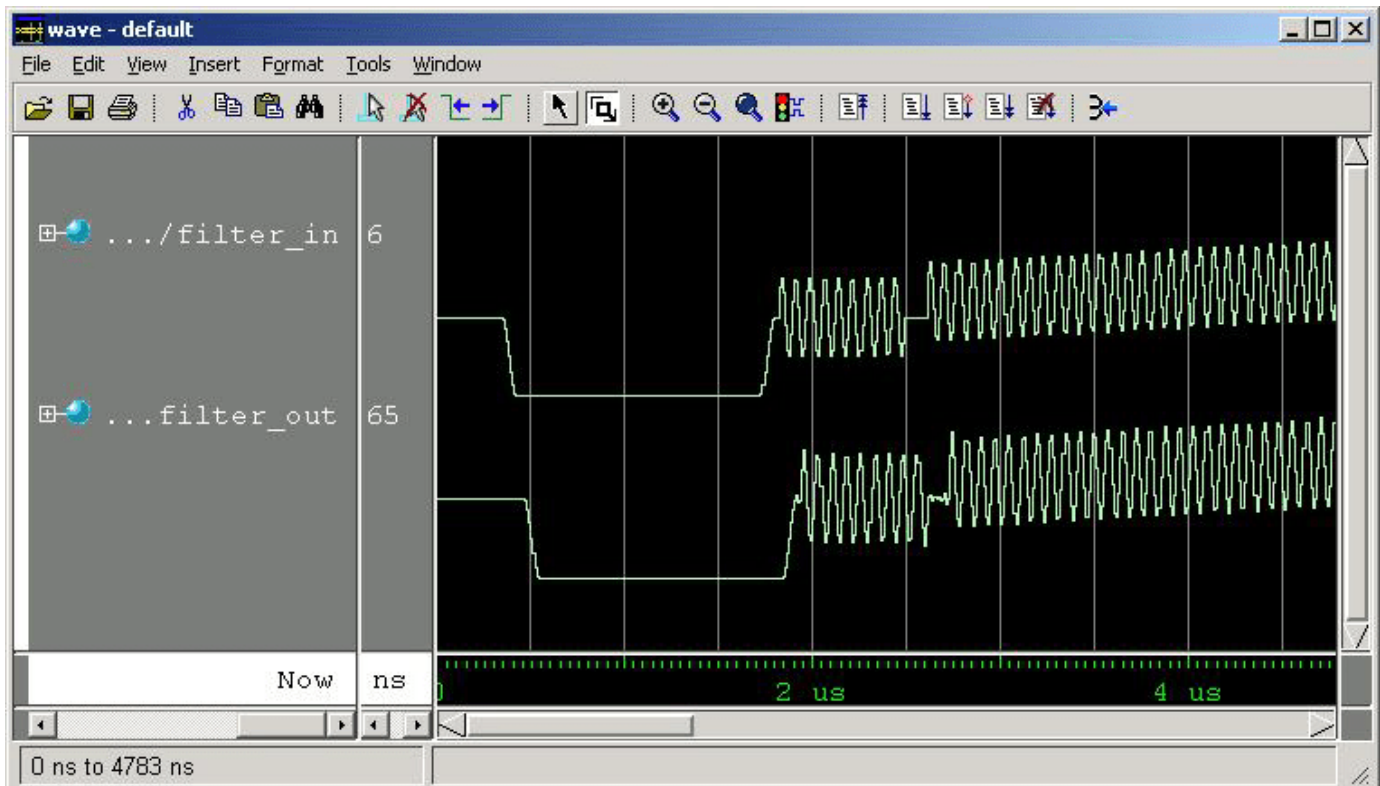 wave - default
File Edit View Insert Format Tools Window
.../filter_in 6
...filter_out 65
Now ns
2 us 4 us
0 ns to 4783 ns